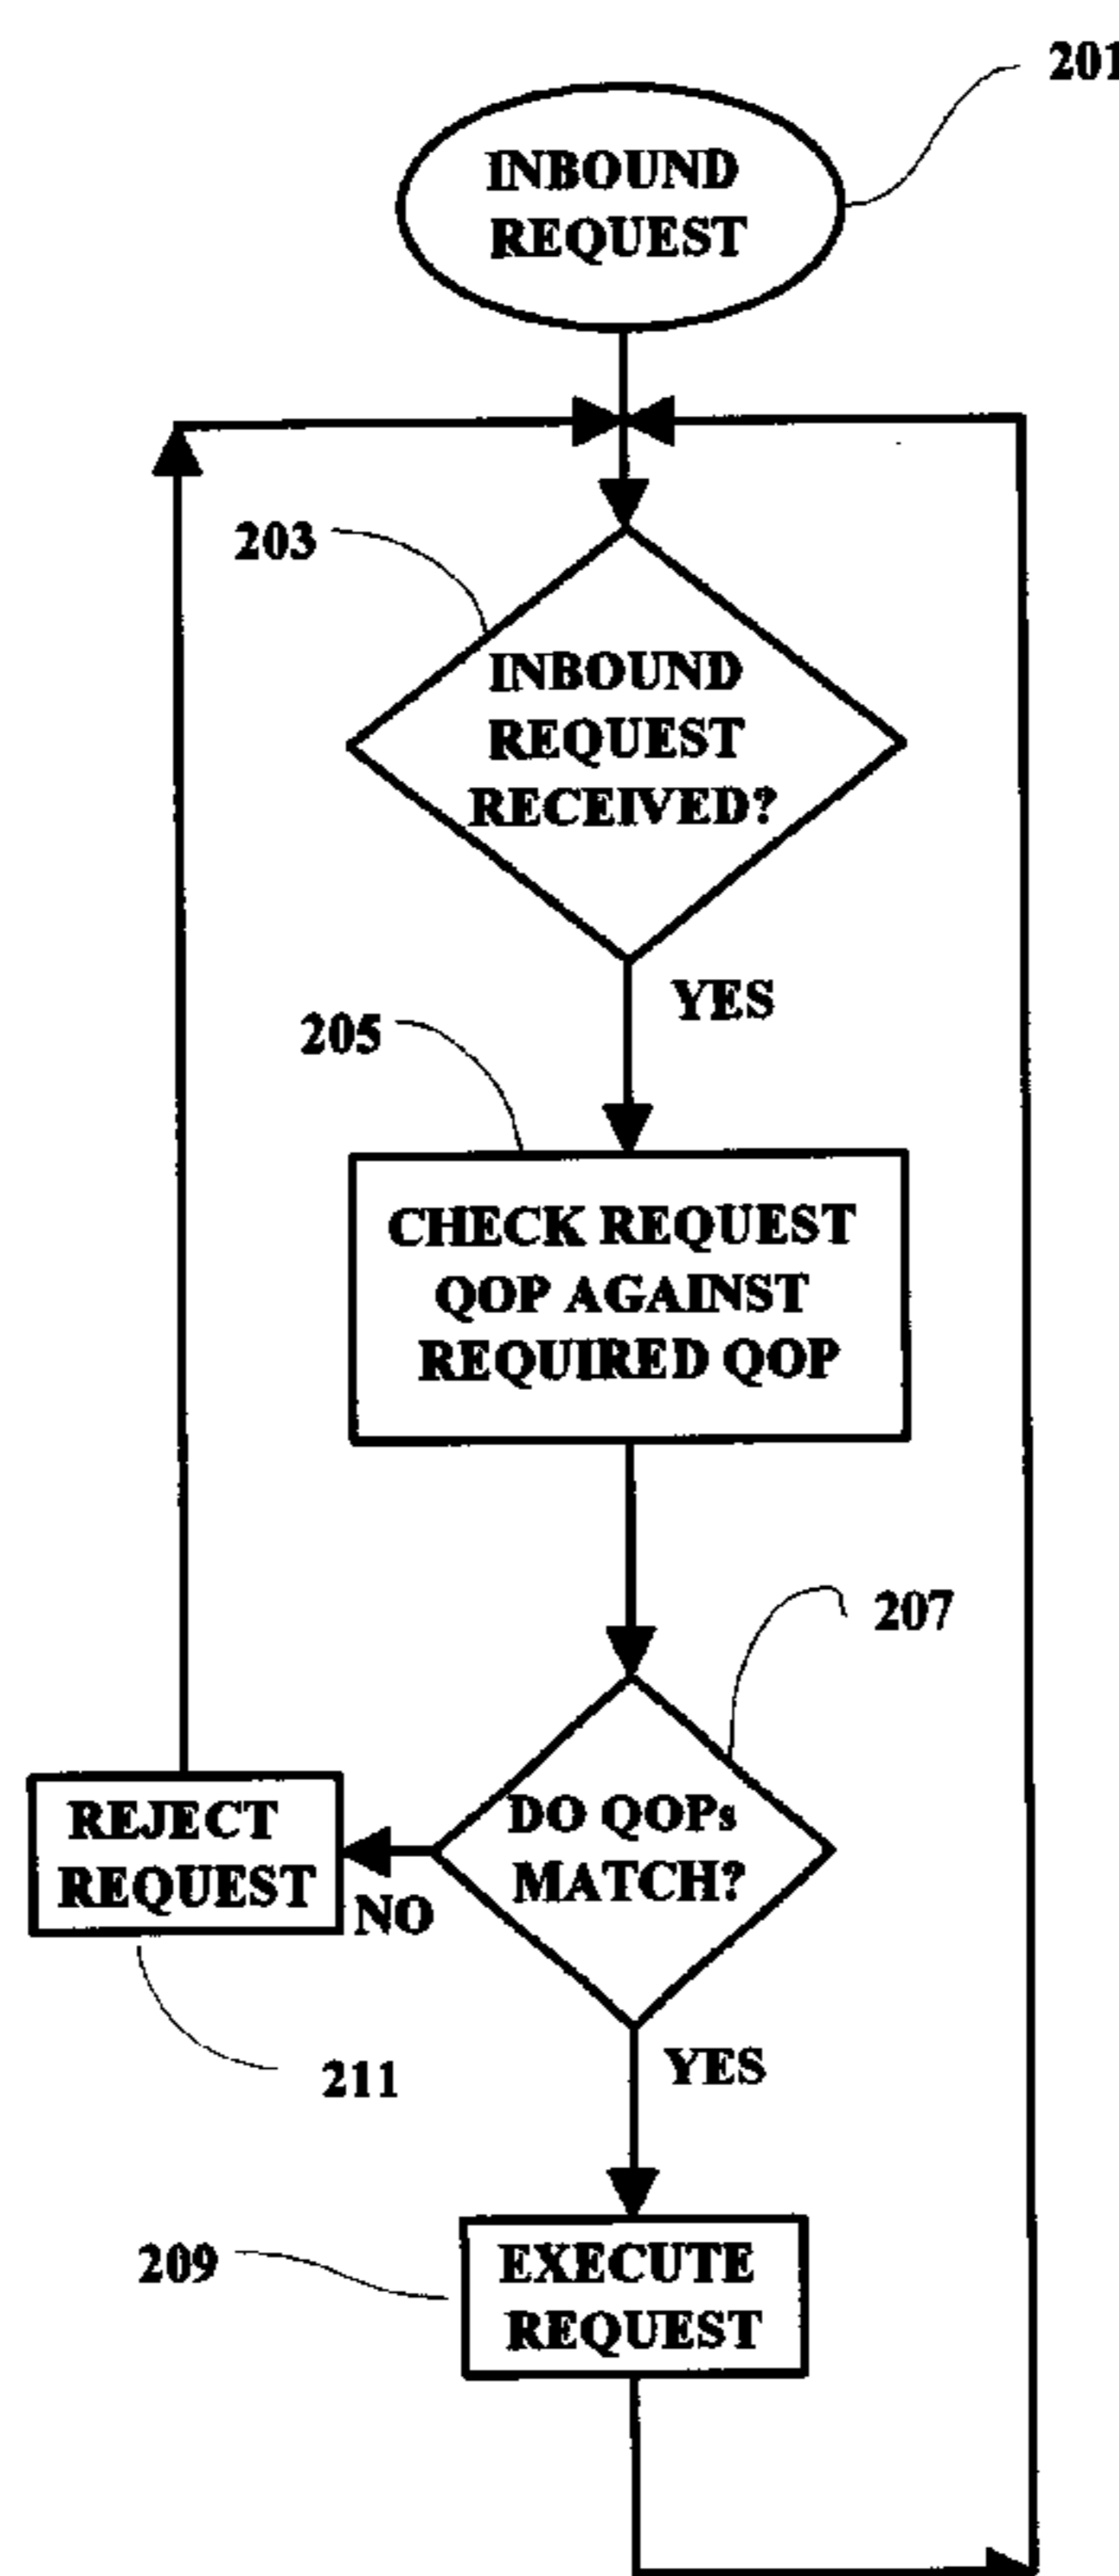 201
INBOUND
REQUEST
203
INBOUND
REQUEST
RECEIVED?
YES
205
CHECK REQUEST
QOP AGAINST
REQUIRED QOP
207
DO QOPs
MATCH?
REJECT
REQUEST
NO
211
YES
209
EXECUTE
REQUEST